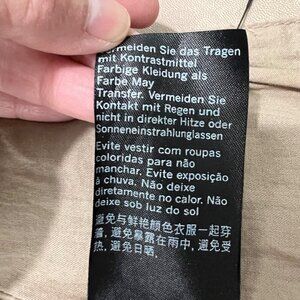 Vermeiden Sie das Tragen
mit Kontrastmittel
Farbige Kleidung als
Farbe May
Transfer. Vermeiden Sie
Kontakt mit Regen und
nicht in direkter Hitze oder
Sonneneinstrahlunglassen
Evite vestir com roupas
coloridas para não
manchar. Evite exposição
à chuva. Não deixe
diretamente no calor. Não
deixe sob luz do sol
避免与鲜艳颜色衣服一起穿
着。避免暴露在雨中，避免受
热。避免日晒。